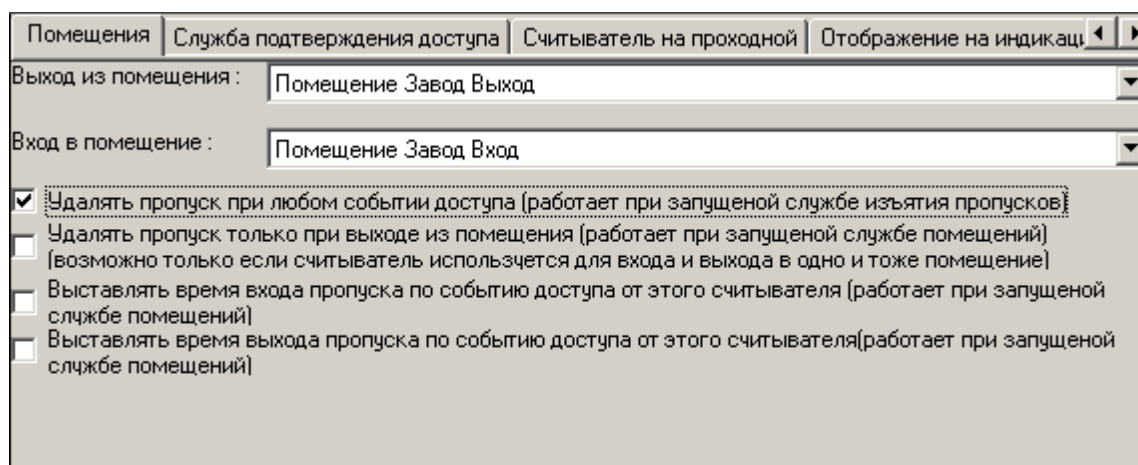 Помещения Служба подтверждения доступа Считыватель на проходной Отображение на индикаци
Выход из помещения : Помещение Завод Выход
Вход в помещение : Помещение Завод Вход
Удалять пропуск при любом событии доступа (работает при запущеной службе изъятия пропусков)
Удалять пропуск только при выходе из помещения (работает при запущеной службе помещений)
(возможно только если считыватель используется для входа и выхода в одно и тоже помещение)
Выставлять время входа пропуска по событию доступа от этого считывателя (работает при запущеной
службе помещений)
Выставлять время выхода пропуска по событию доступа от этого считывателя(работает при запущеной
службе помещений)